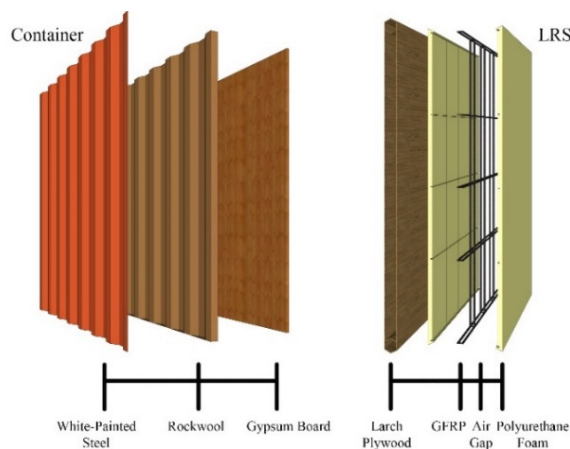 Container
LRS
White-Painted
Steel
Rockwool
Gypsum Board
Larch
Plywood
GFRP
Air
Gap
Polyurethane
Foam